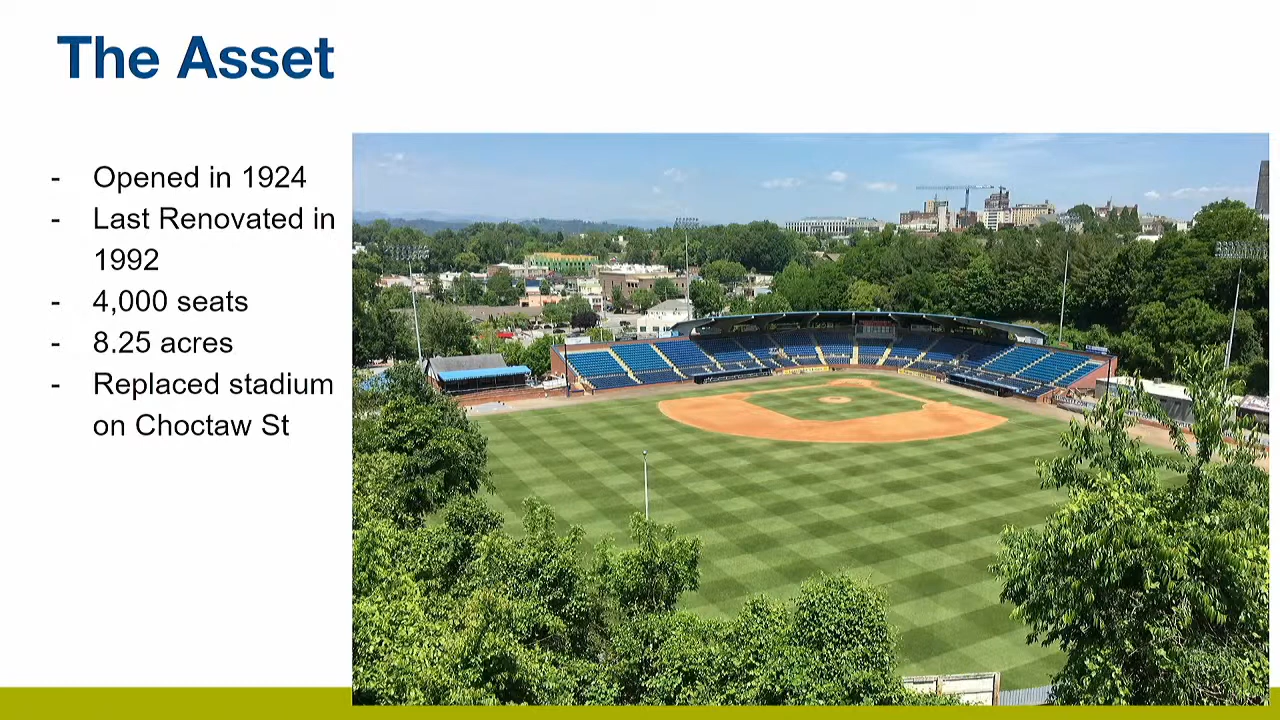 The Asset
- Opened in 1924
- Last Renovated in
1992
- 4,000 seats
- 8.25 acres
- Replaced stadium
on Choctaw St